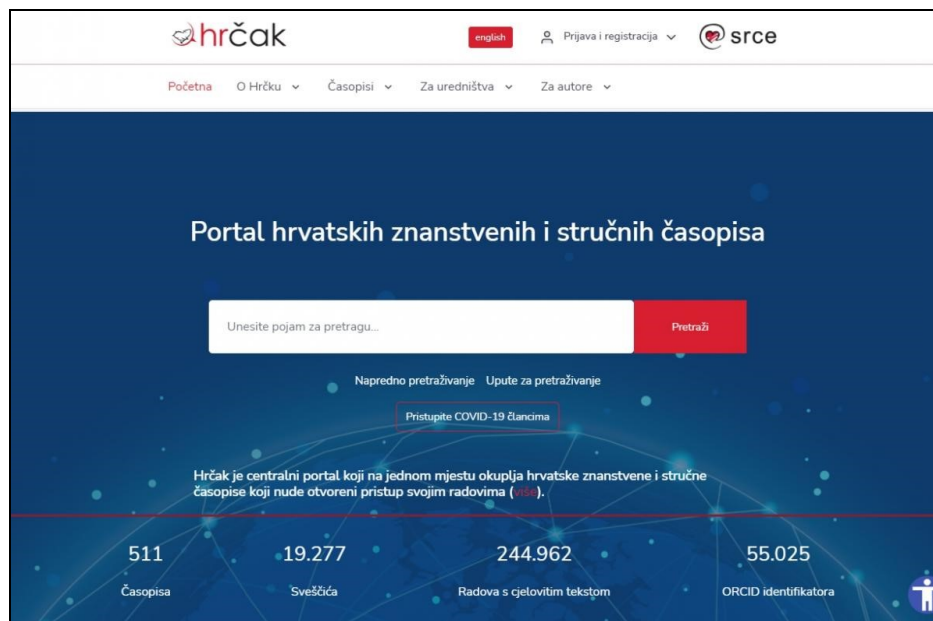 hrčak
english
Prijava i registracija
srce
Početna
O Hrčku
Časopisi
Za uredništva
Za autore
Portal hrvatskih znanstvenih i stručnih časopisa
Unesite pojam za pretragu...
Pretraži
Napredno pretraživanje
Upute za pretraživanje
Pristupite COVID-19 člancima
Hrčak je centralni portal koji na jednom mjestu okuplja hrvatske znanstvene i stručne
časopise koji nude otvoreni pristup svojim radovima (više).
511
19.277
244.962
55.025
Časopisa
Sveščića
Radova s cjelovitim tekstom
ORCID identifikatora